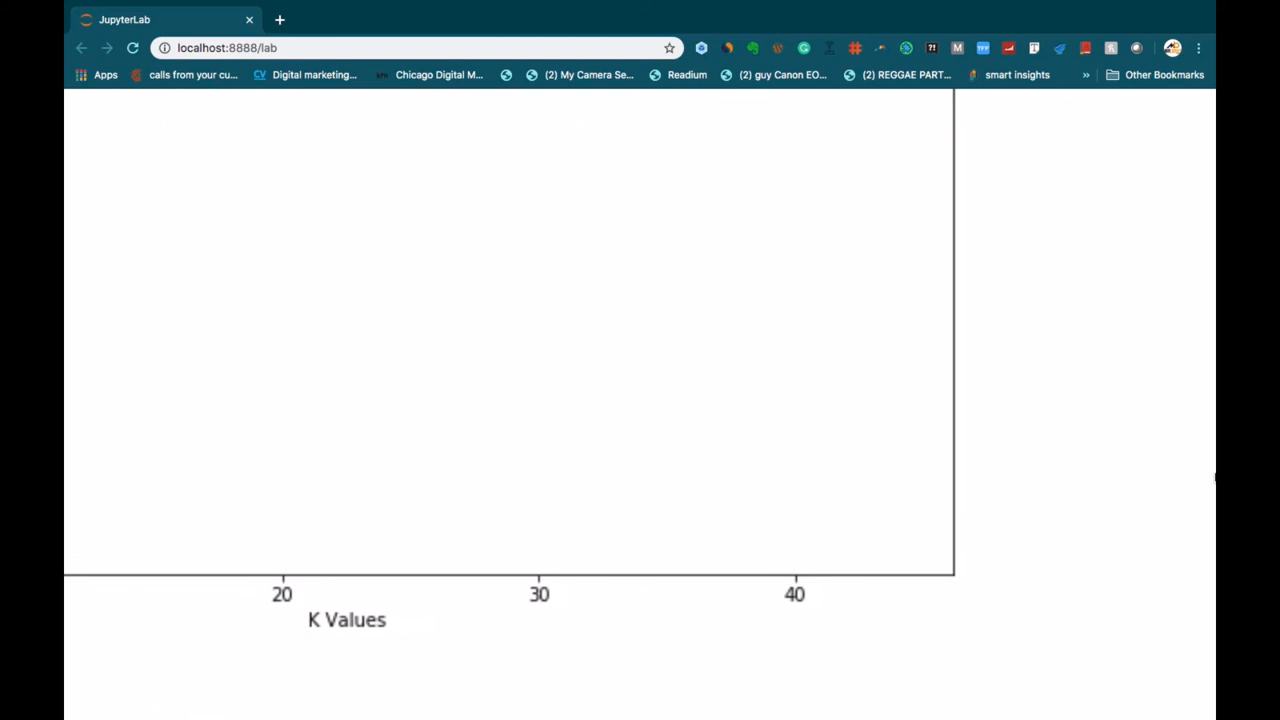 JupyterLab
localhost:8888/lab
Apps calls from your cu... Digital marketing... Chicago Digital M... (2) My Camera Se... Readium (2) guy Canon EO... (2) REGGAE PART... smart insights » Other Bookmarks
20 30 40
K Values